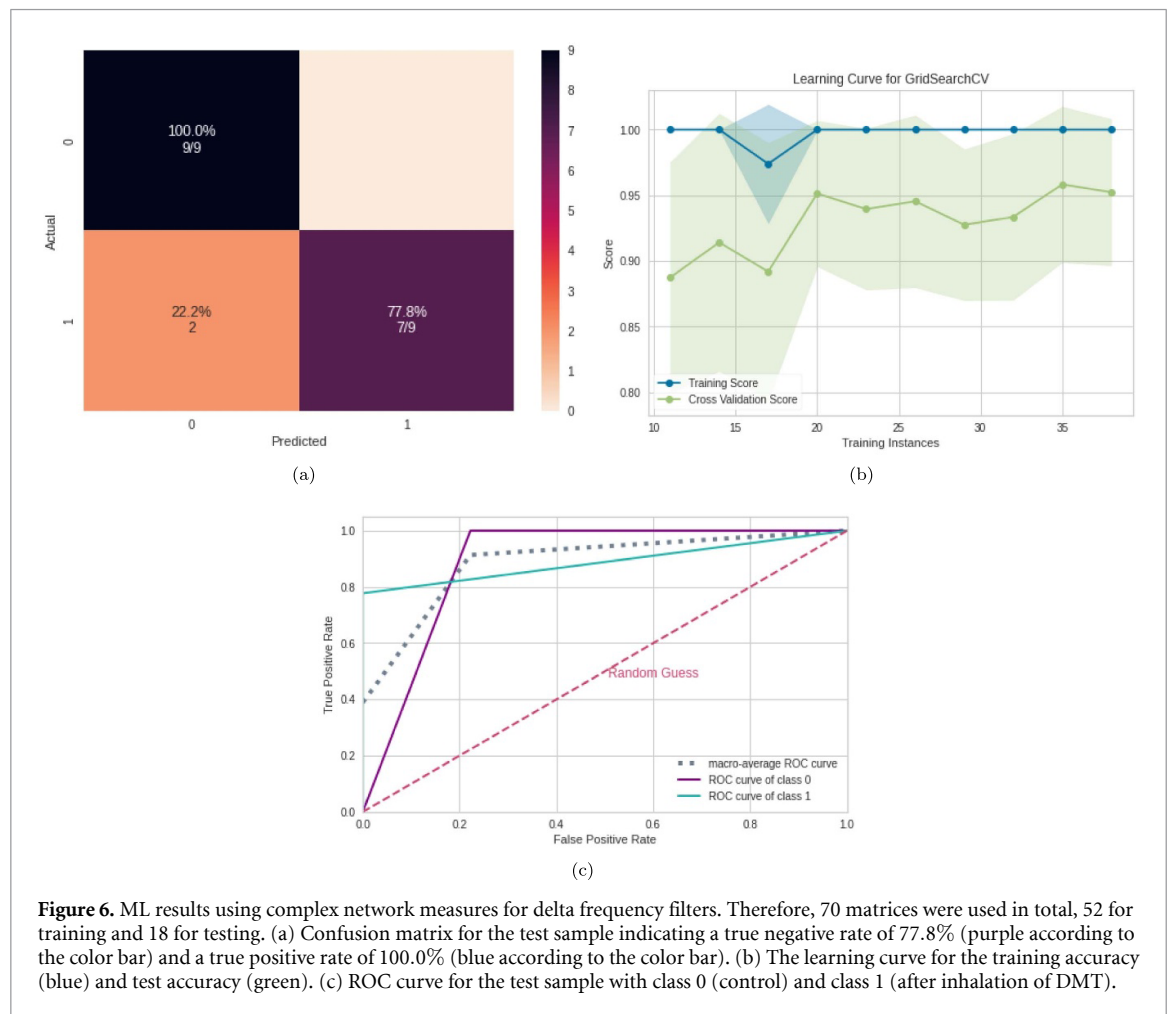 100.0%
9/9
22.2%
2
77.8%
7/9
0
1
Actual
0
1
Predicted
9
8
7
6
5
4
3
2
1
0
(a)
Learning Curve for GridSearchCV
1.00
0.95
0.90
0.85
0.80
Score
Training Score
Cross Validation Score
10 15 20 25 30 35
Training Instances
(b)
1.0
0.8
0.6
0.4
0.2
0.0
True Positive Rate
Random Guess
macro-average ROC curve
ROC curve of class 0
ROC curve of class 1
0.0 0.2 0.4 0.6 0.8 1.0
False Positive Rate
(c)
Figure 6. ML results using complex network measures for delta frequency filters. Therefore, 70 matrices were used in total, 52 for
training and 18 for testing. (a) Confusion matrix for the test sample indicating a true negative rate of 77.8% (purple according to
the color bar) and a true positive rate of 100.0% (blue according to the color bar). (b) The learning curve for the training accuracy
(blue) and test accuracy (green). (c) ROC curve for the test sample with class 0 (control) and class 1 (after inhalation of DMT).